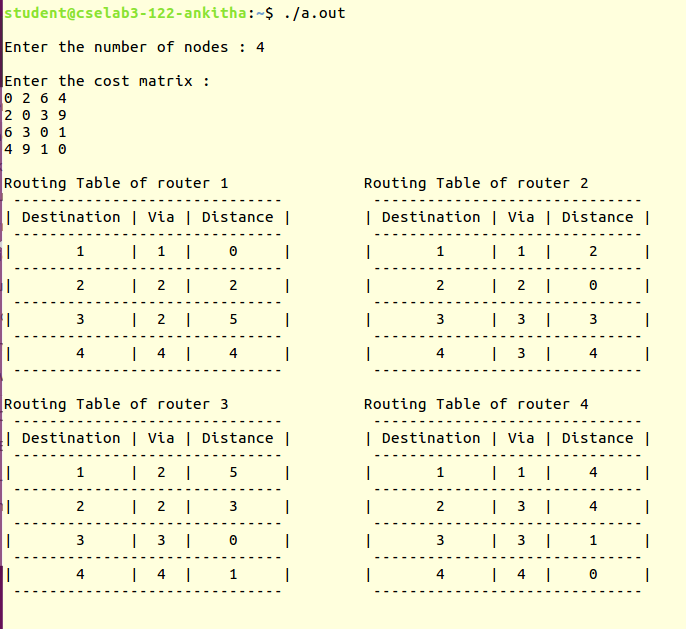 student@cselab3-122-ankitha:~$ ./a.out
Enter the number of nodes : 4
Enter the cost matrix :
0 2 6 4
2 0 3 9
6 3 0 1
4 9 1 0
Routing Table of router 1
------------------------------
| Destination | Via | Distance |
------------------------------
| 1 | 1 | 0 |
------------------------------
| 2 | 2 | 2 |
------------------------------
| 3 | 2 | 5 |
------------------------------
| 4 | 4 | 4 |
------------------------------
Routing Table of router 2
------------------------------
| Destination | Via | Distance |
------------------------------
| 1 | 1 | 2 |
------------------------------
| 2 | 2 | 0 |
------------------------------
| 3 | 3 | 3 |
------------------------------
| 4 | 3 | 4 |
------------------------------
Routing Table of router 3
------------------------------
| Destination | Via | Distance |
------------------------------
| 1 | 2 | 5 |
------------------------------
| 2 | 2 | 3 |
------------------------------
| 3 | 3 | 0 |
------------------------------
| 4 | 4 | 1 |
------------------------------
Routing Table of router 4
------------------------------
| Destination | Via | Distance |
------------------------------
| 1 | 1 | 4 |
------------------------------
| 2 | 3 | 4 |
------------------------------
| 3 | 3 | 1 |
------------------------------
| 4 | 4 | 0 |
------------------------------